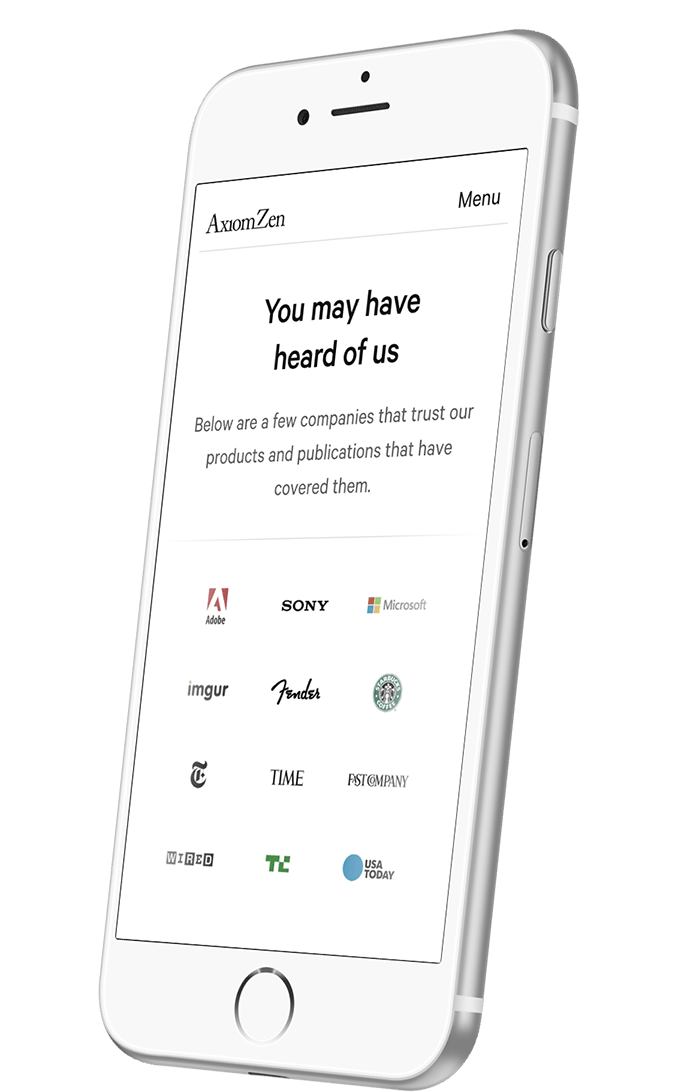 AxiomZen
Menu
You may have
heard of us
Below are a few companies that trust our
products and publications that have
covered them.
Adobe
SONY
Microsoft
imgur
Fender
STARBUCKS
COFFEE
T
TIME
FAST COMPANY
WIRED
TC
USA
TODAY